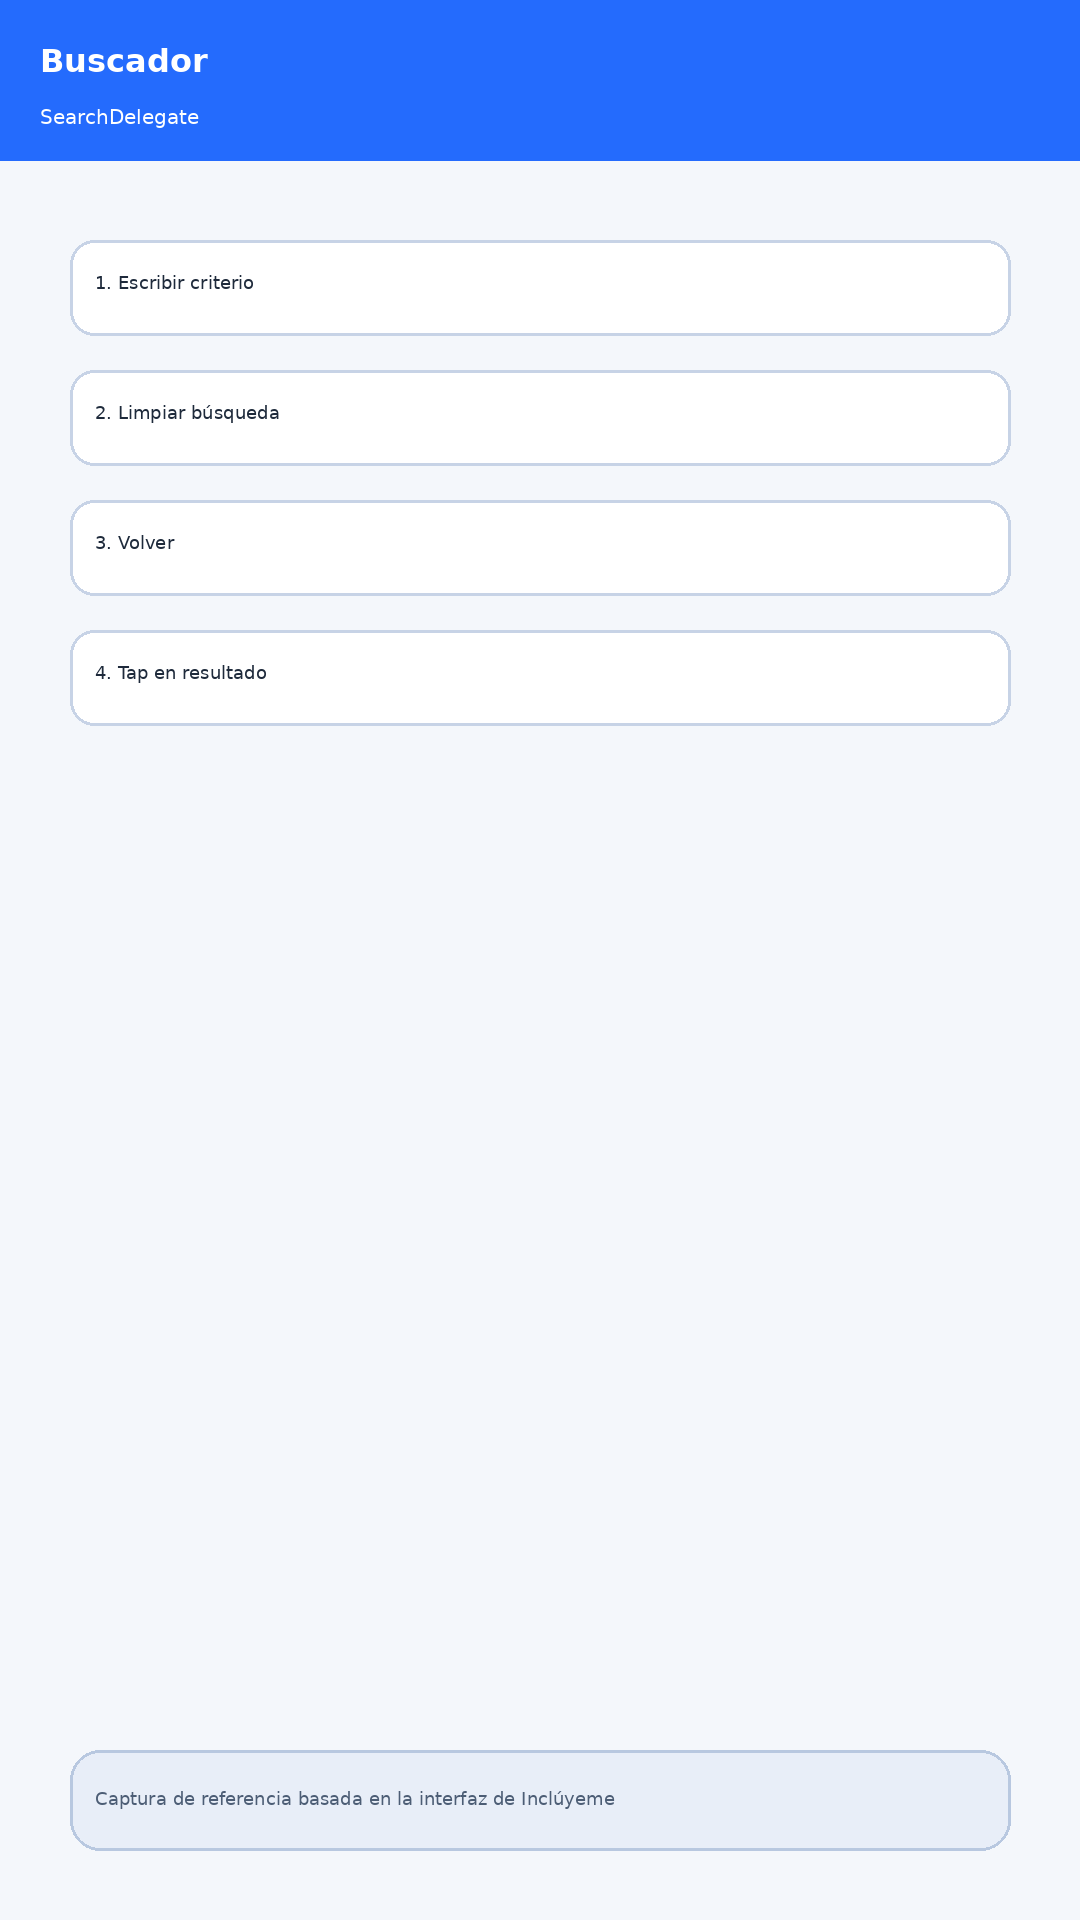 Buscador
SearchDelegate
1. Escribir criterio
2. Limpiar búsqueda
3. Volver
4. Tap en resultado
Captura de referencia basada en la interfaz de Inclúyeme